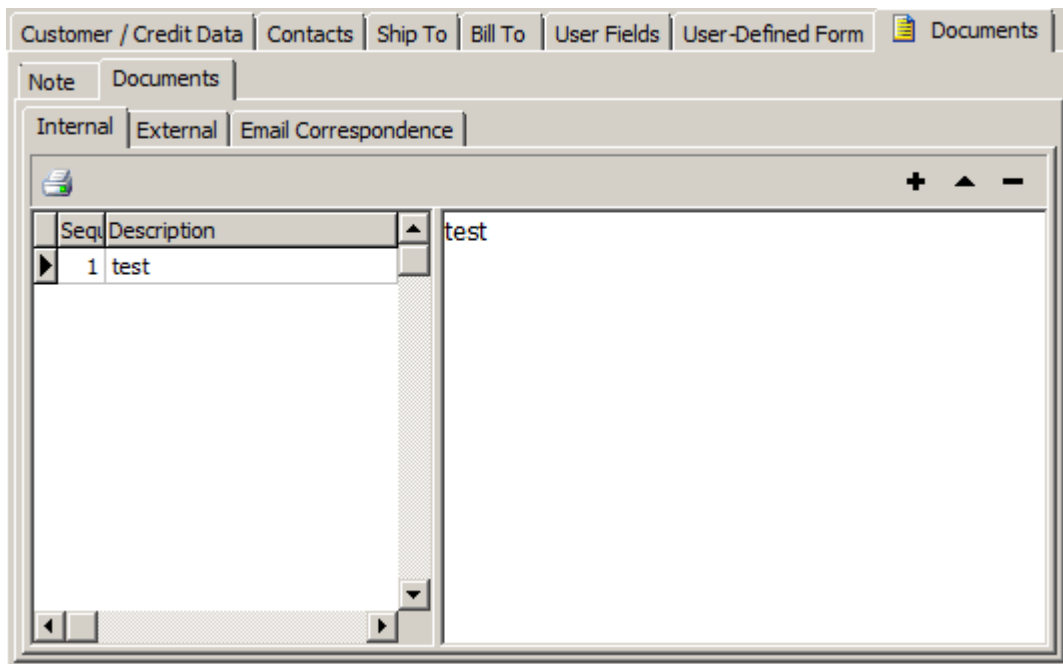 Customer / Credit Data Contacts Ship To Bill To User Fields User-Defined Form Documents
Note Documents
Internal External Email Correspondence
Sequ Description
1 test
test